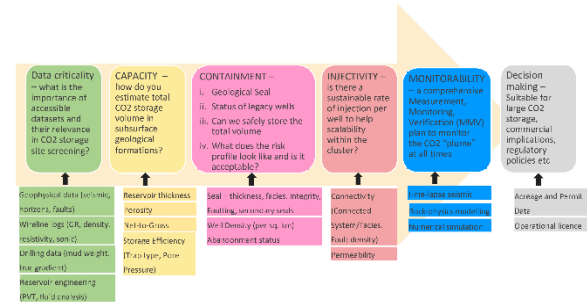 Data criticality
– what is the
importance of
accessible
datasets and
their relevance
in CO2 storage
site screening?
CAPACITY –
how do you
estimate total
CO2 storage
volume in
subsurface
geological
formations?
CONTAINMENT –
i. Geological Seal
ii. Status of legacy wells
iii. Can we safely store the
total volume
iv. What does the risk
profile look like and is it
acceptable?
INJECTIVITY –
is there a
sustainable rate
of injection per
well to help
scalability
within the
cluster?
MONITORABILITY
– a comprehensive
Measurement,
Monitoring,
Verification (MMV)
plan to monitor
the CO2 "plume"
at all times
Decision
making –
Suitable for
large CO2
storage,
commercial
implications,
regulatory
policies etc
Geophysical data (seismic,
horizons, faults)
Wireline logs (GR, density,
resistivity, sonic)
Drilling data (mud weight,
frac gradient)
Reservoir engineering
(PVT, fluid analysis)
Reservoir thickness
Porosity
Net-to-Gross
Storage Efficiency
(Trap type, Pore
Pressure)
Seal – thickness, facies, integrity,
Faulting, secondary seals
Well Density (per sq. km)
Abandonment status
Connectivity
(Connected
System/Facies,
Fault density)
Permeability
Time-lapse seismic
Rock-physics modelling
Numerical simulation
Acreage and Permit
Data
Operational licence